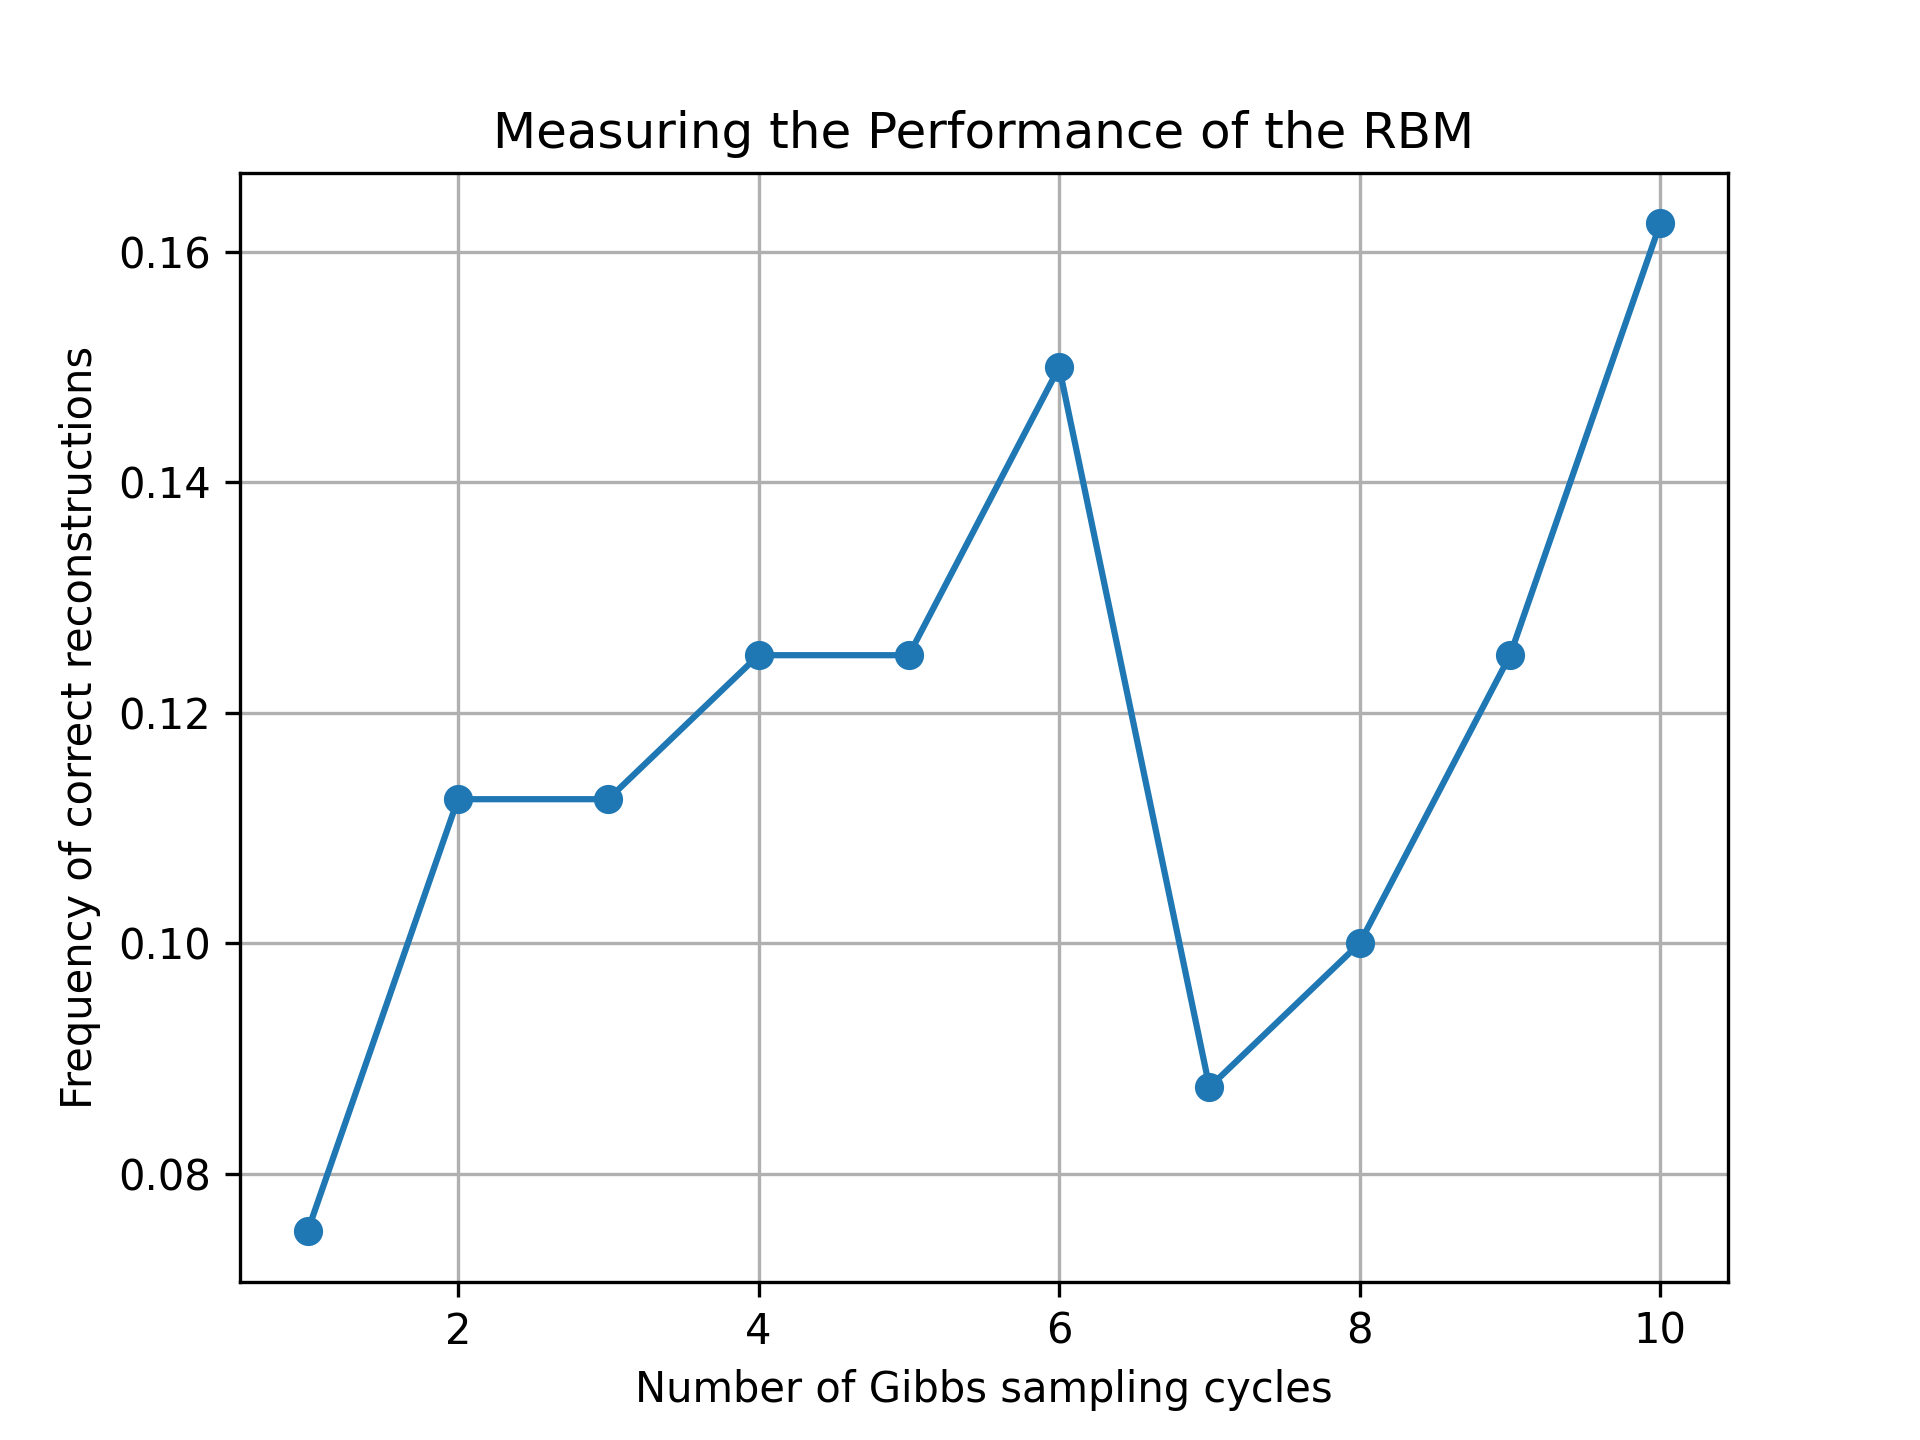 Measuring the Performance of the RBM
Frequency of correct reconstructions
0.16
0.14
0.12
0.10
0.08
2 4 6 8 10
Number of Gibbs sampling cycles